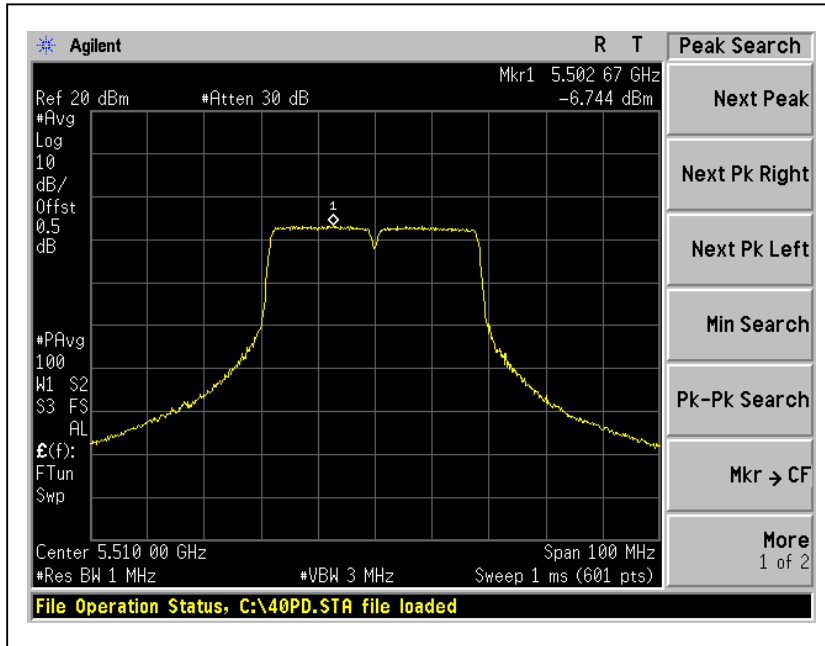 Agilent R T Peak Search
Mkr1 5.502 67 GHz
Ref 20 dBm #Atten 30 dB -6.744 dBm
#Avg
Log
10
dB/
Offst
0.5
dB
1
#PAvg
100
W1 S2
S3 FS
AL
£(f):
FTun
Swp
Center 5.510 00 GHz Span 100 MHz
#Res BW 1 MHz #VBW 3 MHz Sweep 1 ms (601 pts)
File Operation Status, C:\40PD.STA file loaded
Next Peak
Next Pk Right
Next Pk Left
Min Search
Pk-Pk Search
Mkr → CF
More
1 of 2